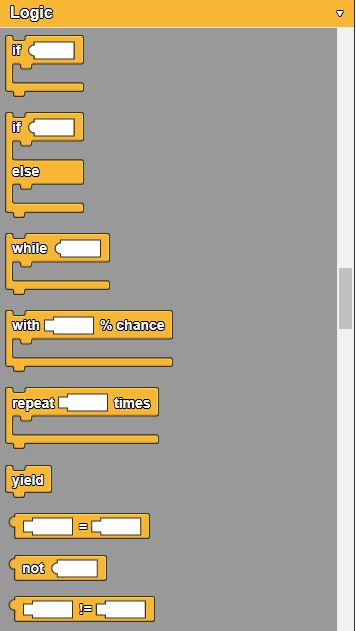 Logic
if
if
else
while
with % chance
repeat times
yield
=
not
!=